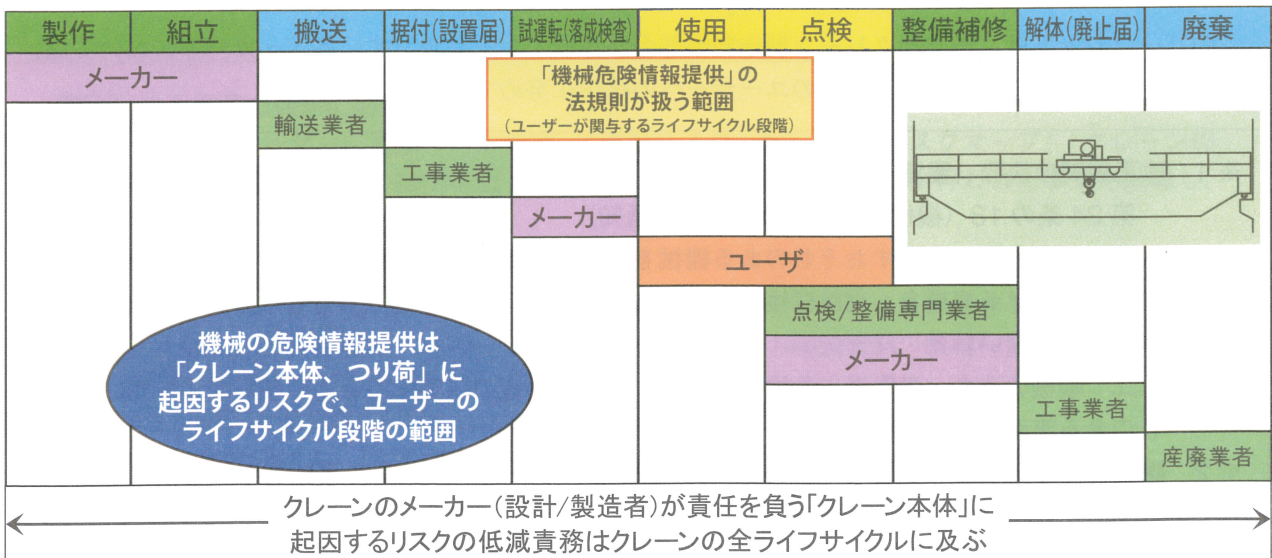 製作 組立 搬送 据付(設置届) 試運転(落成検査) 使用 点検 整備補修 解体(廃止届) 廃棄
メーカー
「機械危険情報提供」の
法規則が扱う範囲
(ユーザーが関与するライフサイクル段階)
輸送業者
工事業者
メーカー
ユーザ
点検/整備専門業者
メーカー
機械の危険情報提供は
「クレーン本体、つり荷」に
起因するリスクで、ユーザーの
ライフサイクル段階の範囲
工事業者
産廃業者
クレーンのメーカー(設計/製造者)が責任を負う「クレーン本体」に
起因するリスクの低減責務はクレーンの全ライフサイクルに及ぶ